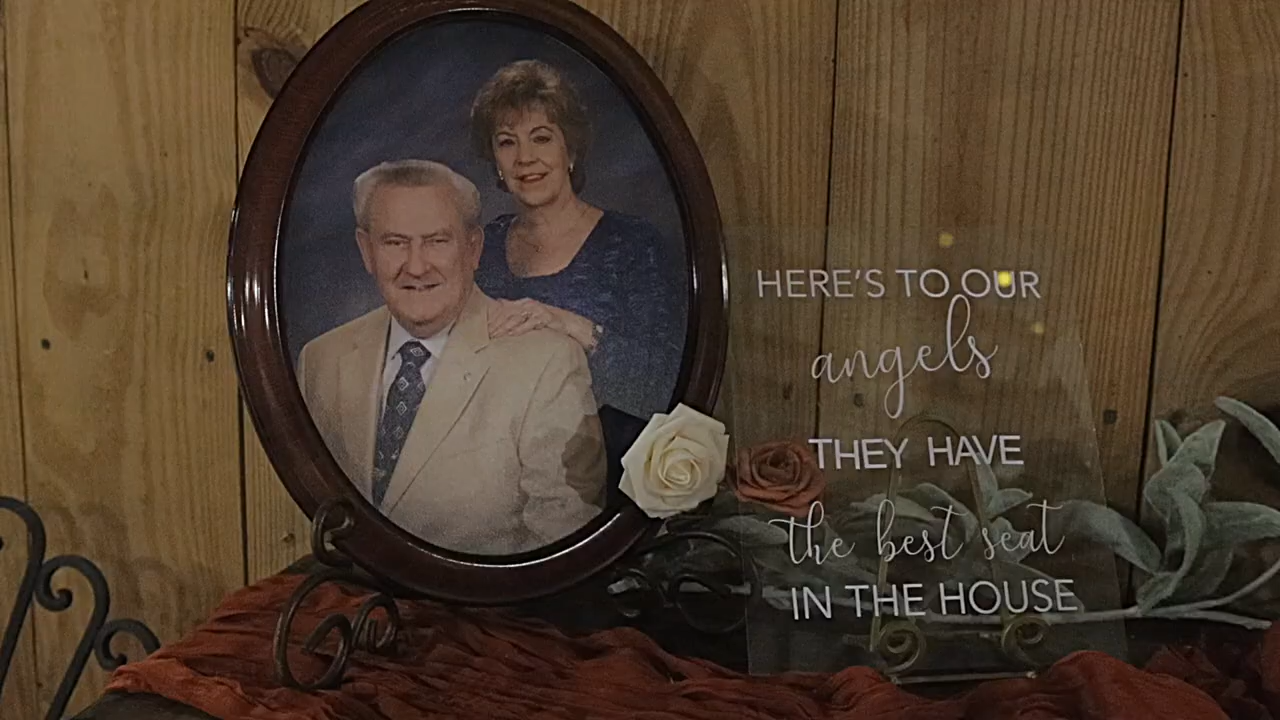 HERE'S TO OUR
angels
THEY HAVE
the best seat
IN THE HOUSE